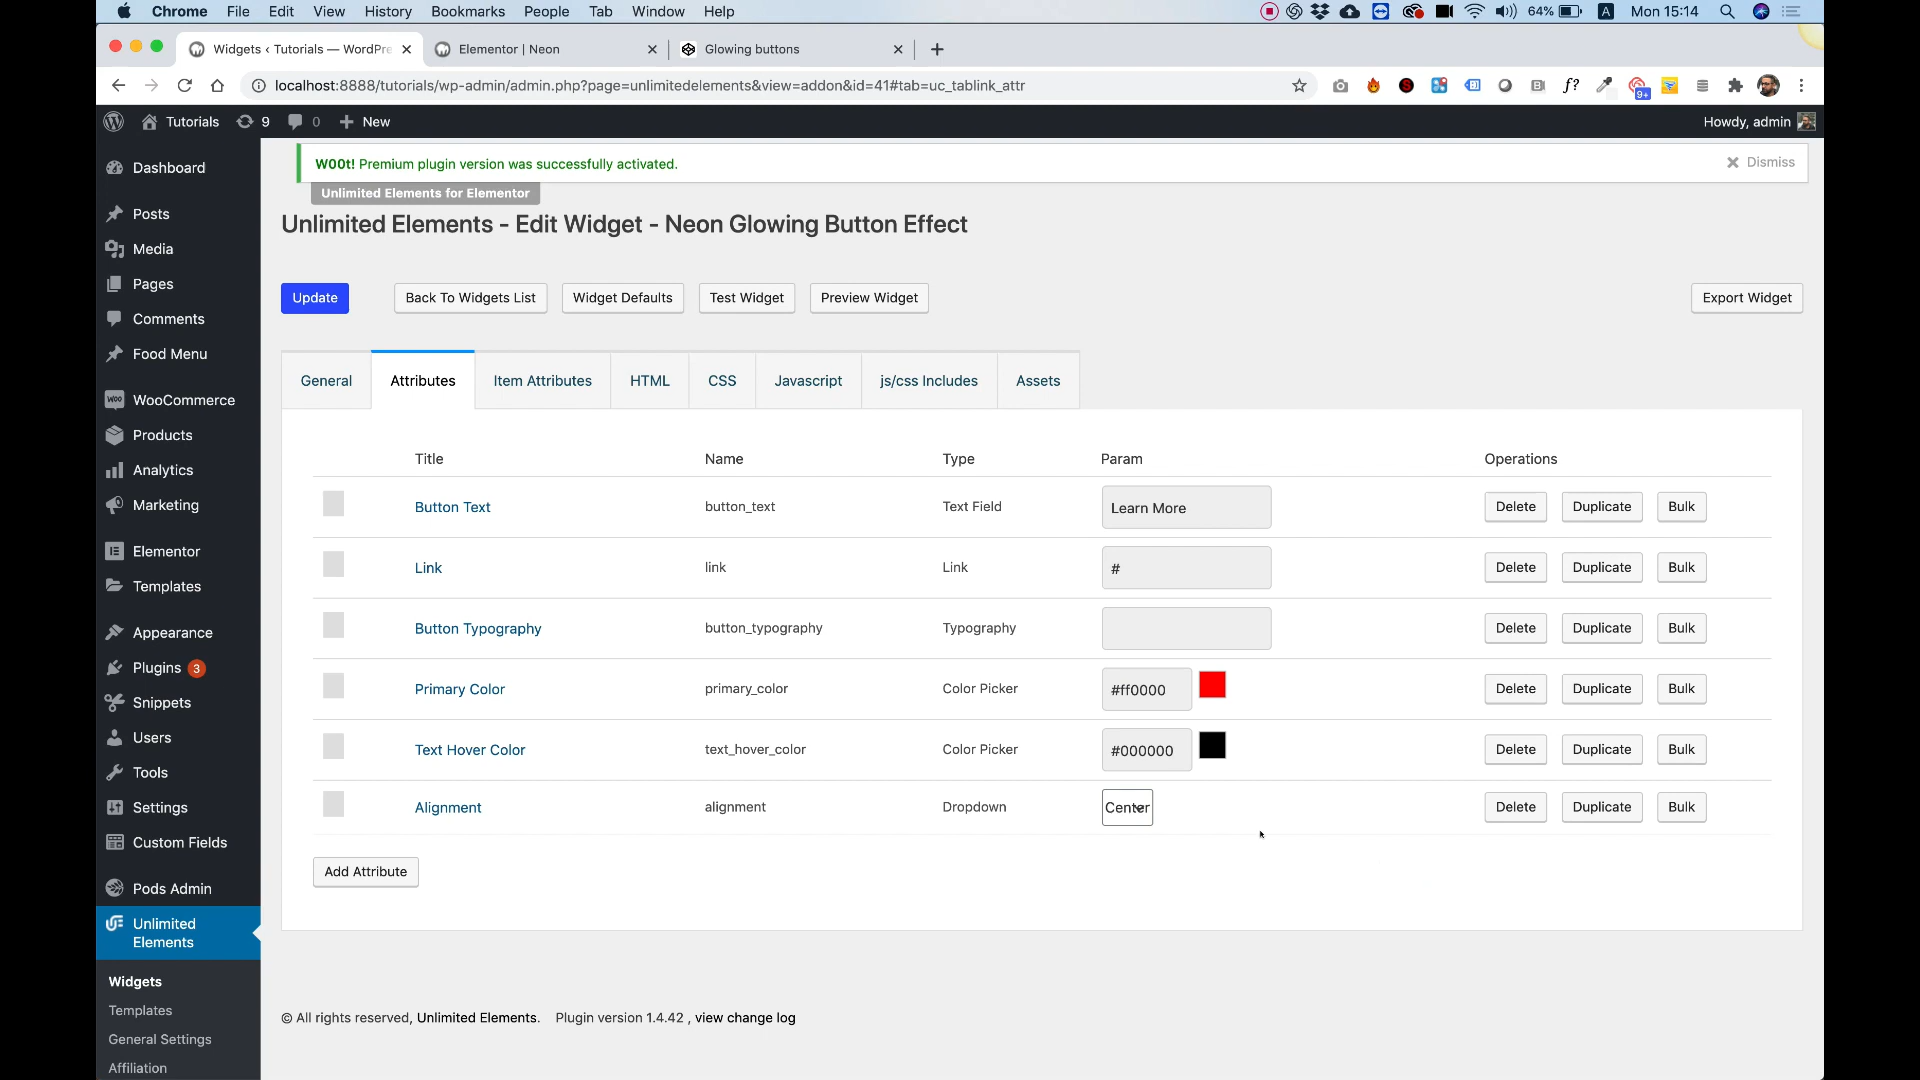 Chrome File Edit View History Bookmarks People Tab Window Help 64% A Mon 15:14
Widgets ‹ Tutorials — WordPre Elementor | Neon Glowing buttons
localhost:8888/tutorials/wp-admin/admin.php?page=unlimitedelements&view=addon&id=41#tab=uc_tablink_attr f? 9+
Tutorials 9 0 New Howdy, admin
W00t! Premium plugin version was successfully activated. Dismiss
Unlimited Elements for Elementor
Unlimited Elements - Edit Widget - Neon Glowing Button Effect
Update Back To Widgets List Widget Defaults Test Widget Preview Widget Export Widget
General Attributes Item Attributes HTML CSS Javascript js/css Includes Assets
Title Name Type Param Operations
Button Text button_text Text Field Learn More Delete Duplicate Bulk
Link link Link # Delete Duplicate Bulk
Button Typography button_typography Typography Delete Duplicate Bulk
Primary Color primary_color Color Picker #ff0000 Delete Duplicate Bulk
Text Hover Color text_hover_color Color Picker #000000 Delete Duplicate Bulk
Alignment alignment Dropdown Center Delete Duplicate Bulk
Add Attribute
© All rights reserved, Unlimited Elements. Plugin version 1.4.42 , view change log
Dashboard
Posts
Media
Pages
Comments
Food Menu
WooCommerce
Products
Analytics
Marketing
Elementor
Templates
Appearance
Plugins 3
Snippets
Users
Tools
Settings
Custom Fields
Pods Admin
Unlimited
Elements
Widgets
Templates
General Settings
Affiliation